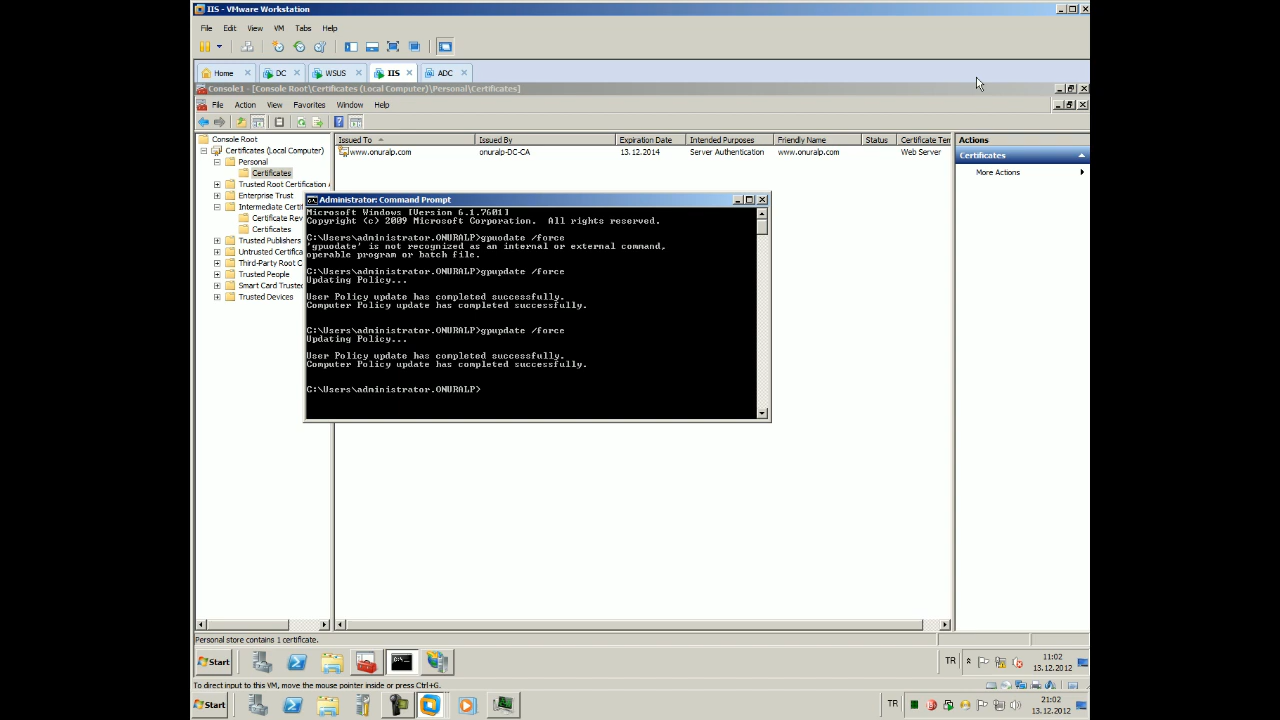 IIS - VMware Workstation
File Edit View VM Tabs Help
Home DC WSUS IIS ADC
Console1 - [Console Root\Certificates (Local Computer)\Personal\Certificates]
File Action View Favorites Window Help
Console Root
Certificates (Local Computer)
Personal
Certificates
Trusted Root Certification A
Enterprise Trust
Intermediate Certif
Certificate Rev
Certificates
Trusted Publishers
Untrusted Certifica
Third-Party Root C
Trusted People
Smart Card Trusted
Trusted Devices
Issued To Issued By Expiration Date Intended Purposes Friendly Name Status Certificate Tem
www.onuralp.com onuralp-DC-CA 13.12.2014 Server Authentication www.onuralp.com Web Server
Actions
Certificates
More Actions
Administrator: Command Prompt
Microsoft Windows [Version 6.1.7601]
Copyright (c) 2009 Microsoft Corporation. All rights reserved.
C:\Users\administrator.ONURALP>gpuodate /force
'gpuodate' is not recognized as an internal or external command,
operable program or batch file.
C:\Users\administrator.ONURALP>gpupdate /force
Updating Policy...
User Policy update has completed successfully.
Computer Policy update has completed successfully.
C:\Users\administrator.ONURALP>gpupdate /force
Updating Policy...
User Policy update has completed successfully.
Computer Policy update has completed successfully.
C:\Users\administrator.ONURALP>
Personal store contains 1 certificate.
Start TR 11:02
13.12.2012
To direct input to this VM, move the mouse pointer inside or press Ctrl+G.
Start TR 21:02
13.12.2012